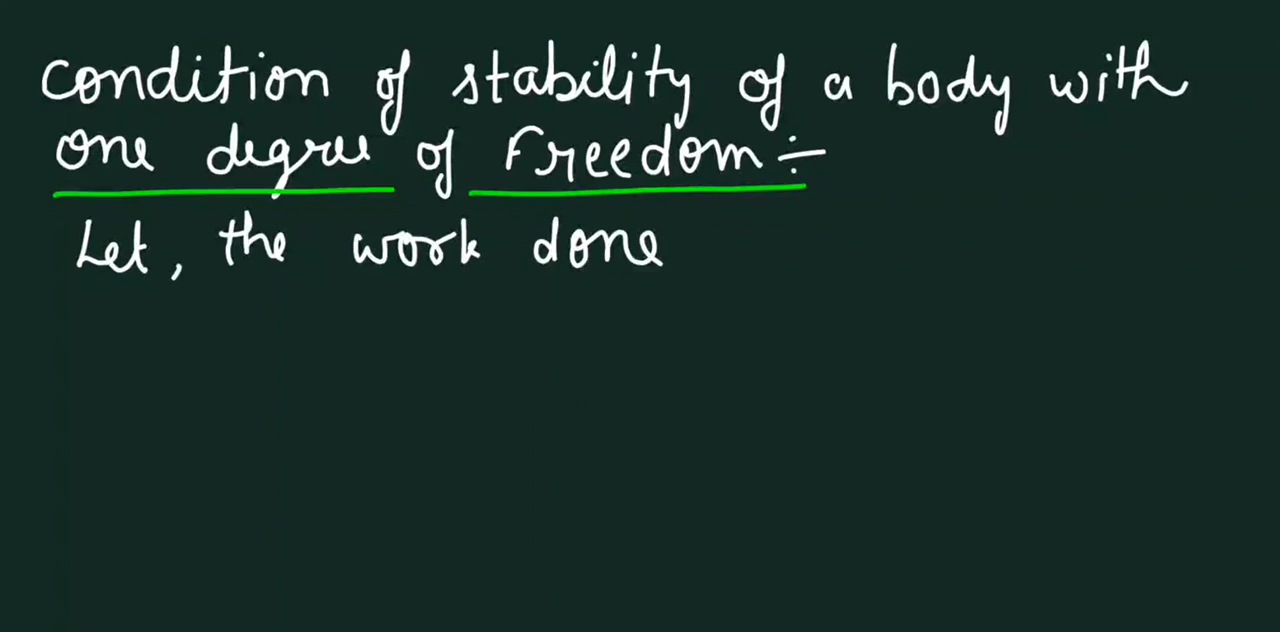 condition of stability of a body with
one degree of Freedom ÷
Let, the work done